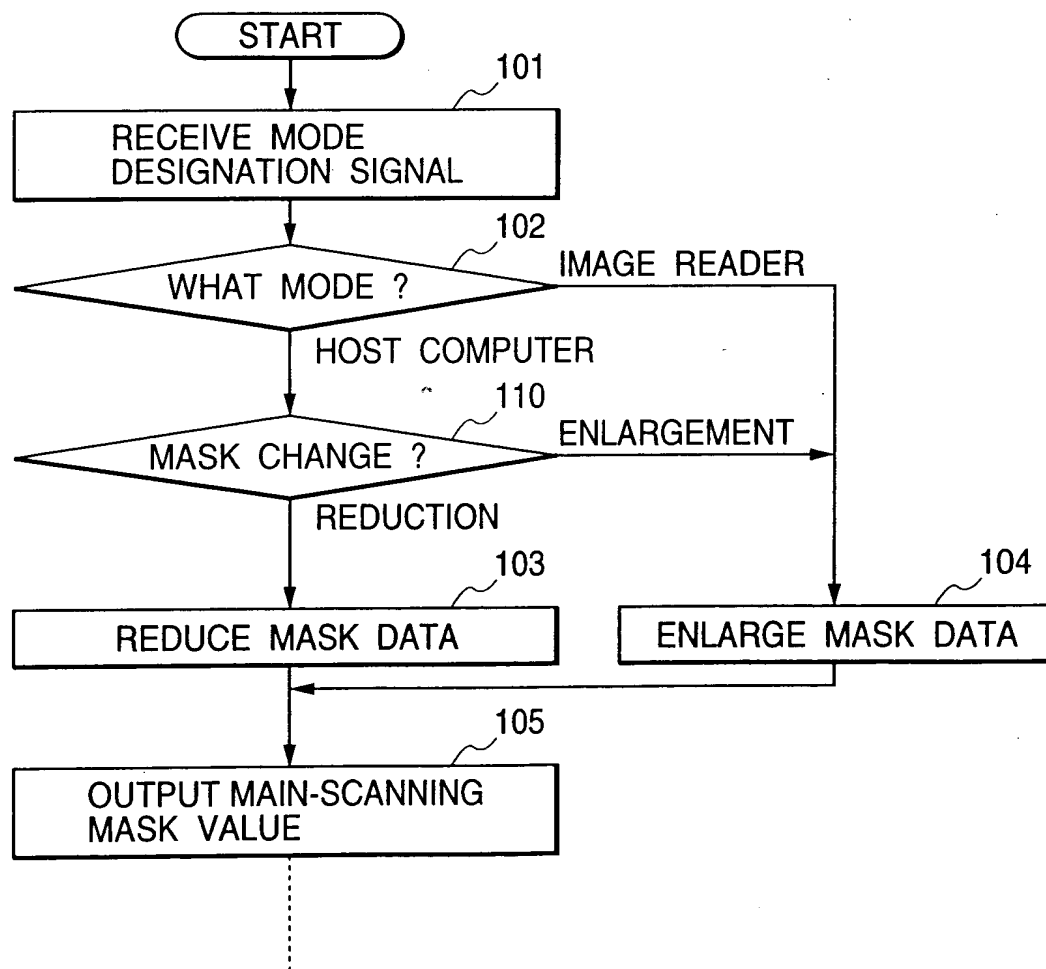 START
101
RECEIVE MODE
DESIGNATION SIGNAL
102
WHAT MODE ?
IMAGE READER
HOST COMPUTER
110
MASK CHANGE ?
ENLARGEMENT
REDUCTION
103
REDUCE MASK DATA
104
ENLARGE MASK DATA
105
OUTPUT MAIN-SCANNING
MASK VALUE